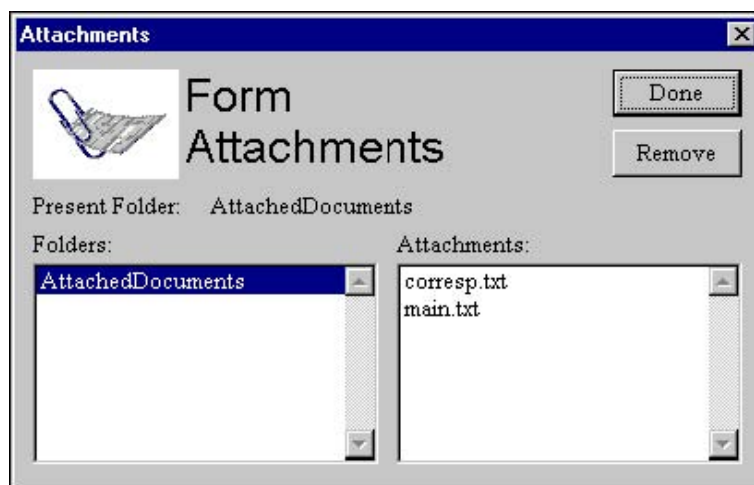 Attachments
Form
Attachments
Done
Remove
Present Folder: AttachedDocuments
Folders:
AttachedDocuments
Attachments:
corresp.txt
main.txt